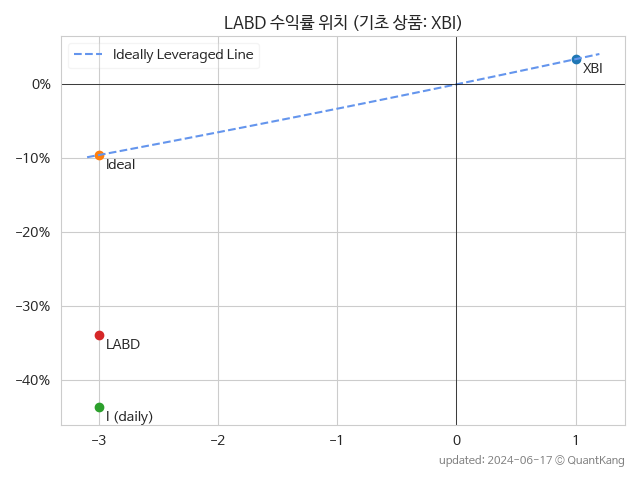 LABD 수익률 위치 (기초 상품: XBI)
Ideally Leveraged Line
XBI
Ideal
LABD
I (daily)
0%
-10%
-20%
-30%
-40%
-3
-2
-1
0
1
updated: 2024-06-17 © QuantKang